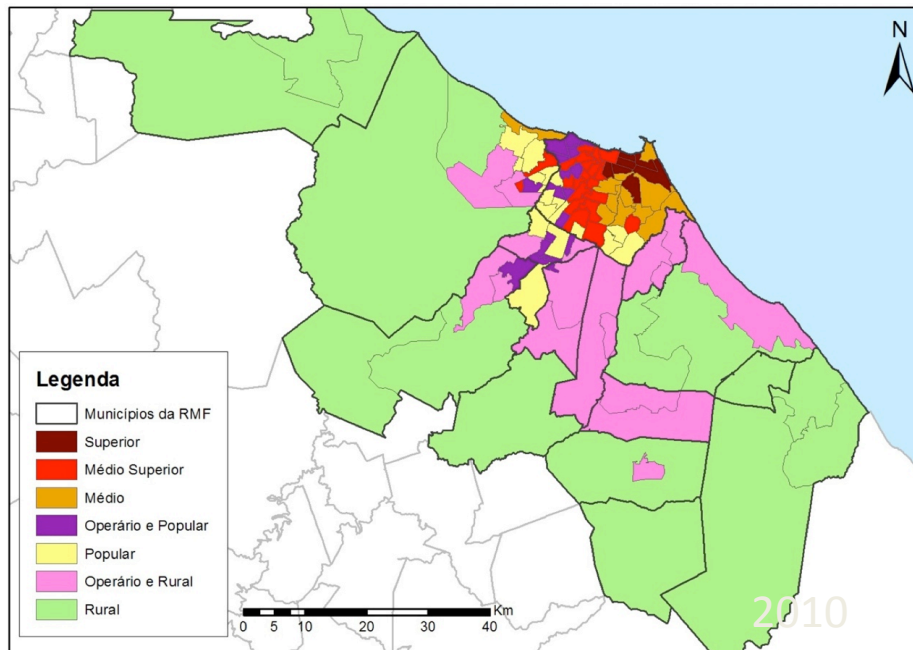 N
Legenda
Municípios da RMF
Superior
Médio Superior
Médio
Operário e Popular
Popular
Operário e Rural
Rural
Km
0 5 10 20 30 40
2010